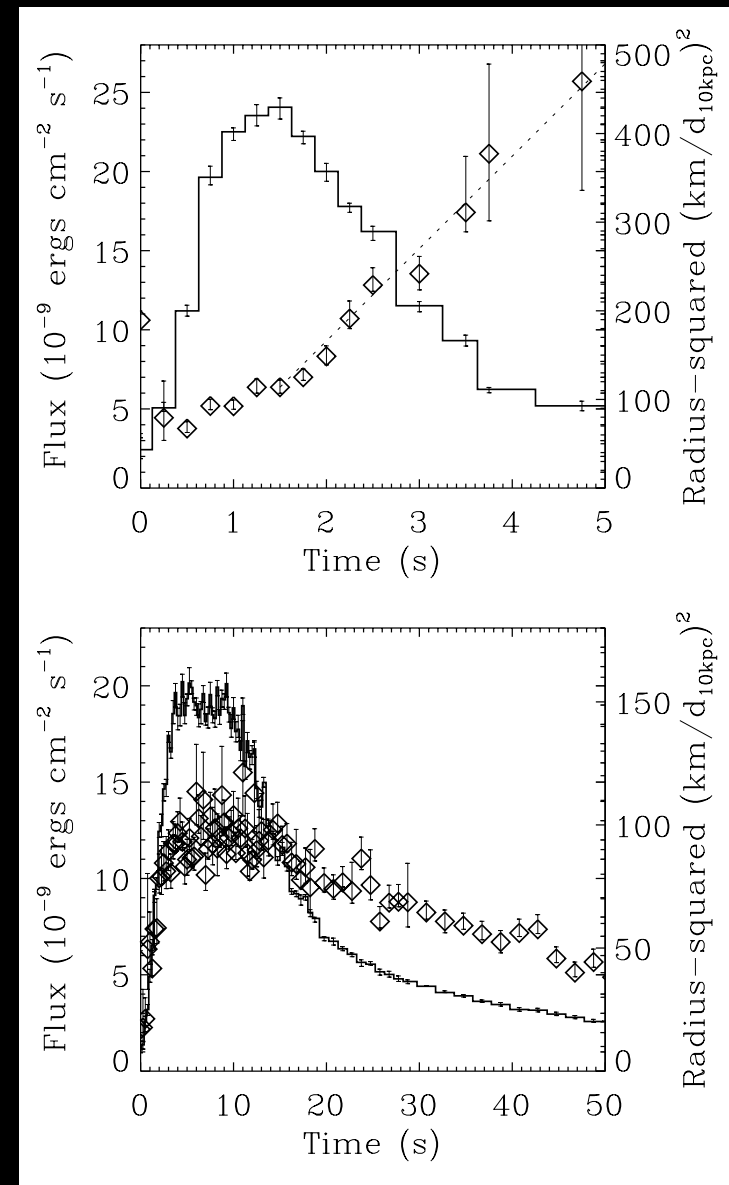 Flux (10⁻⁹ ergs cm⁻² s⁻¹)
25
20
15
10
5
0
500
400
300
200
100
0
Radius-squared (km/d₁₀ₖₚ꜀)²
0 1 2 3 4 5
Time (s)
Flux (10⁻⁹ ergs cm⁻² s⁻¹)
20
15
10
5
0
150
100
50
0
Radius-squared (km/d₁₀ₖₚ꜀)²
0 10 20 30 40 50
Time (s)